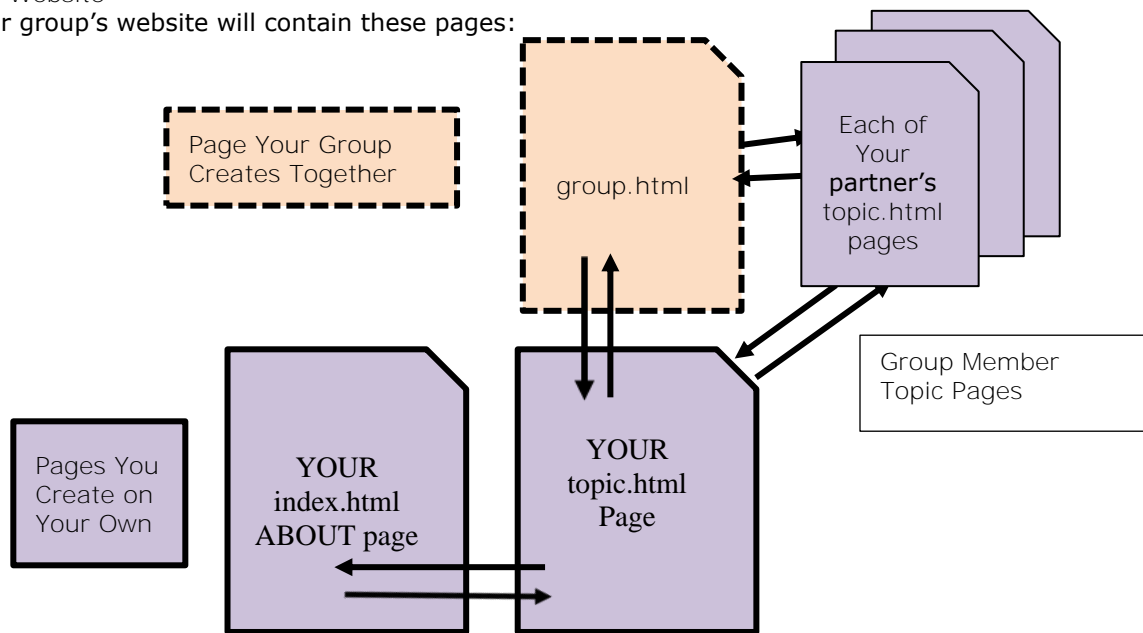 Website
r group's website will contain these pages:
Page Your Group
Creates Together
group.html
Each of
Your
partner's
topic.html
pages
Group Member
Topic Pages
Pages You
Create on
Your Own
YOUR
index.html
ABOUT page
YOUR
topic.html
Page